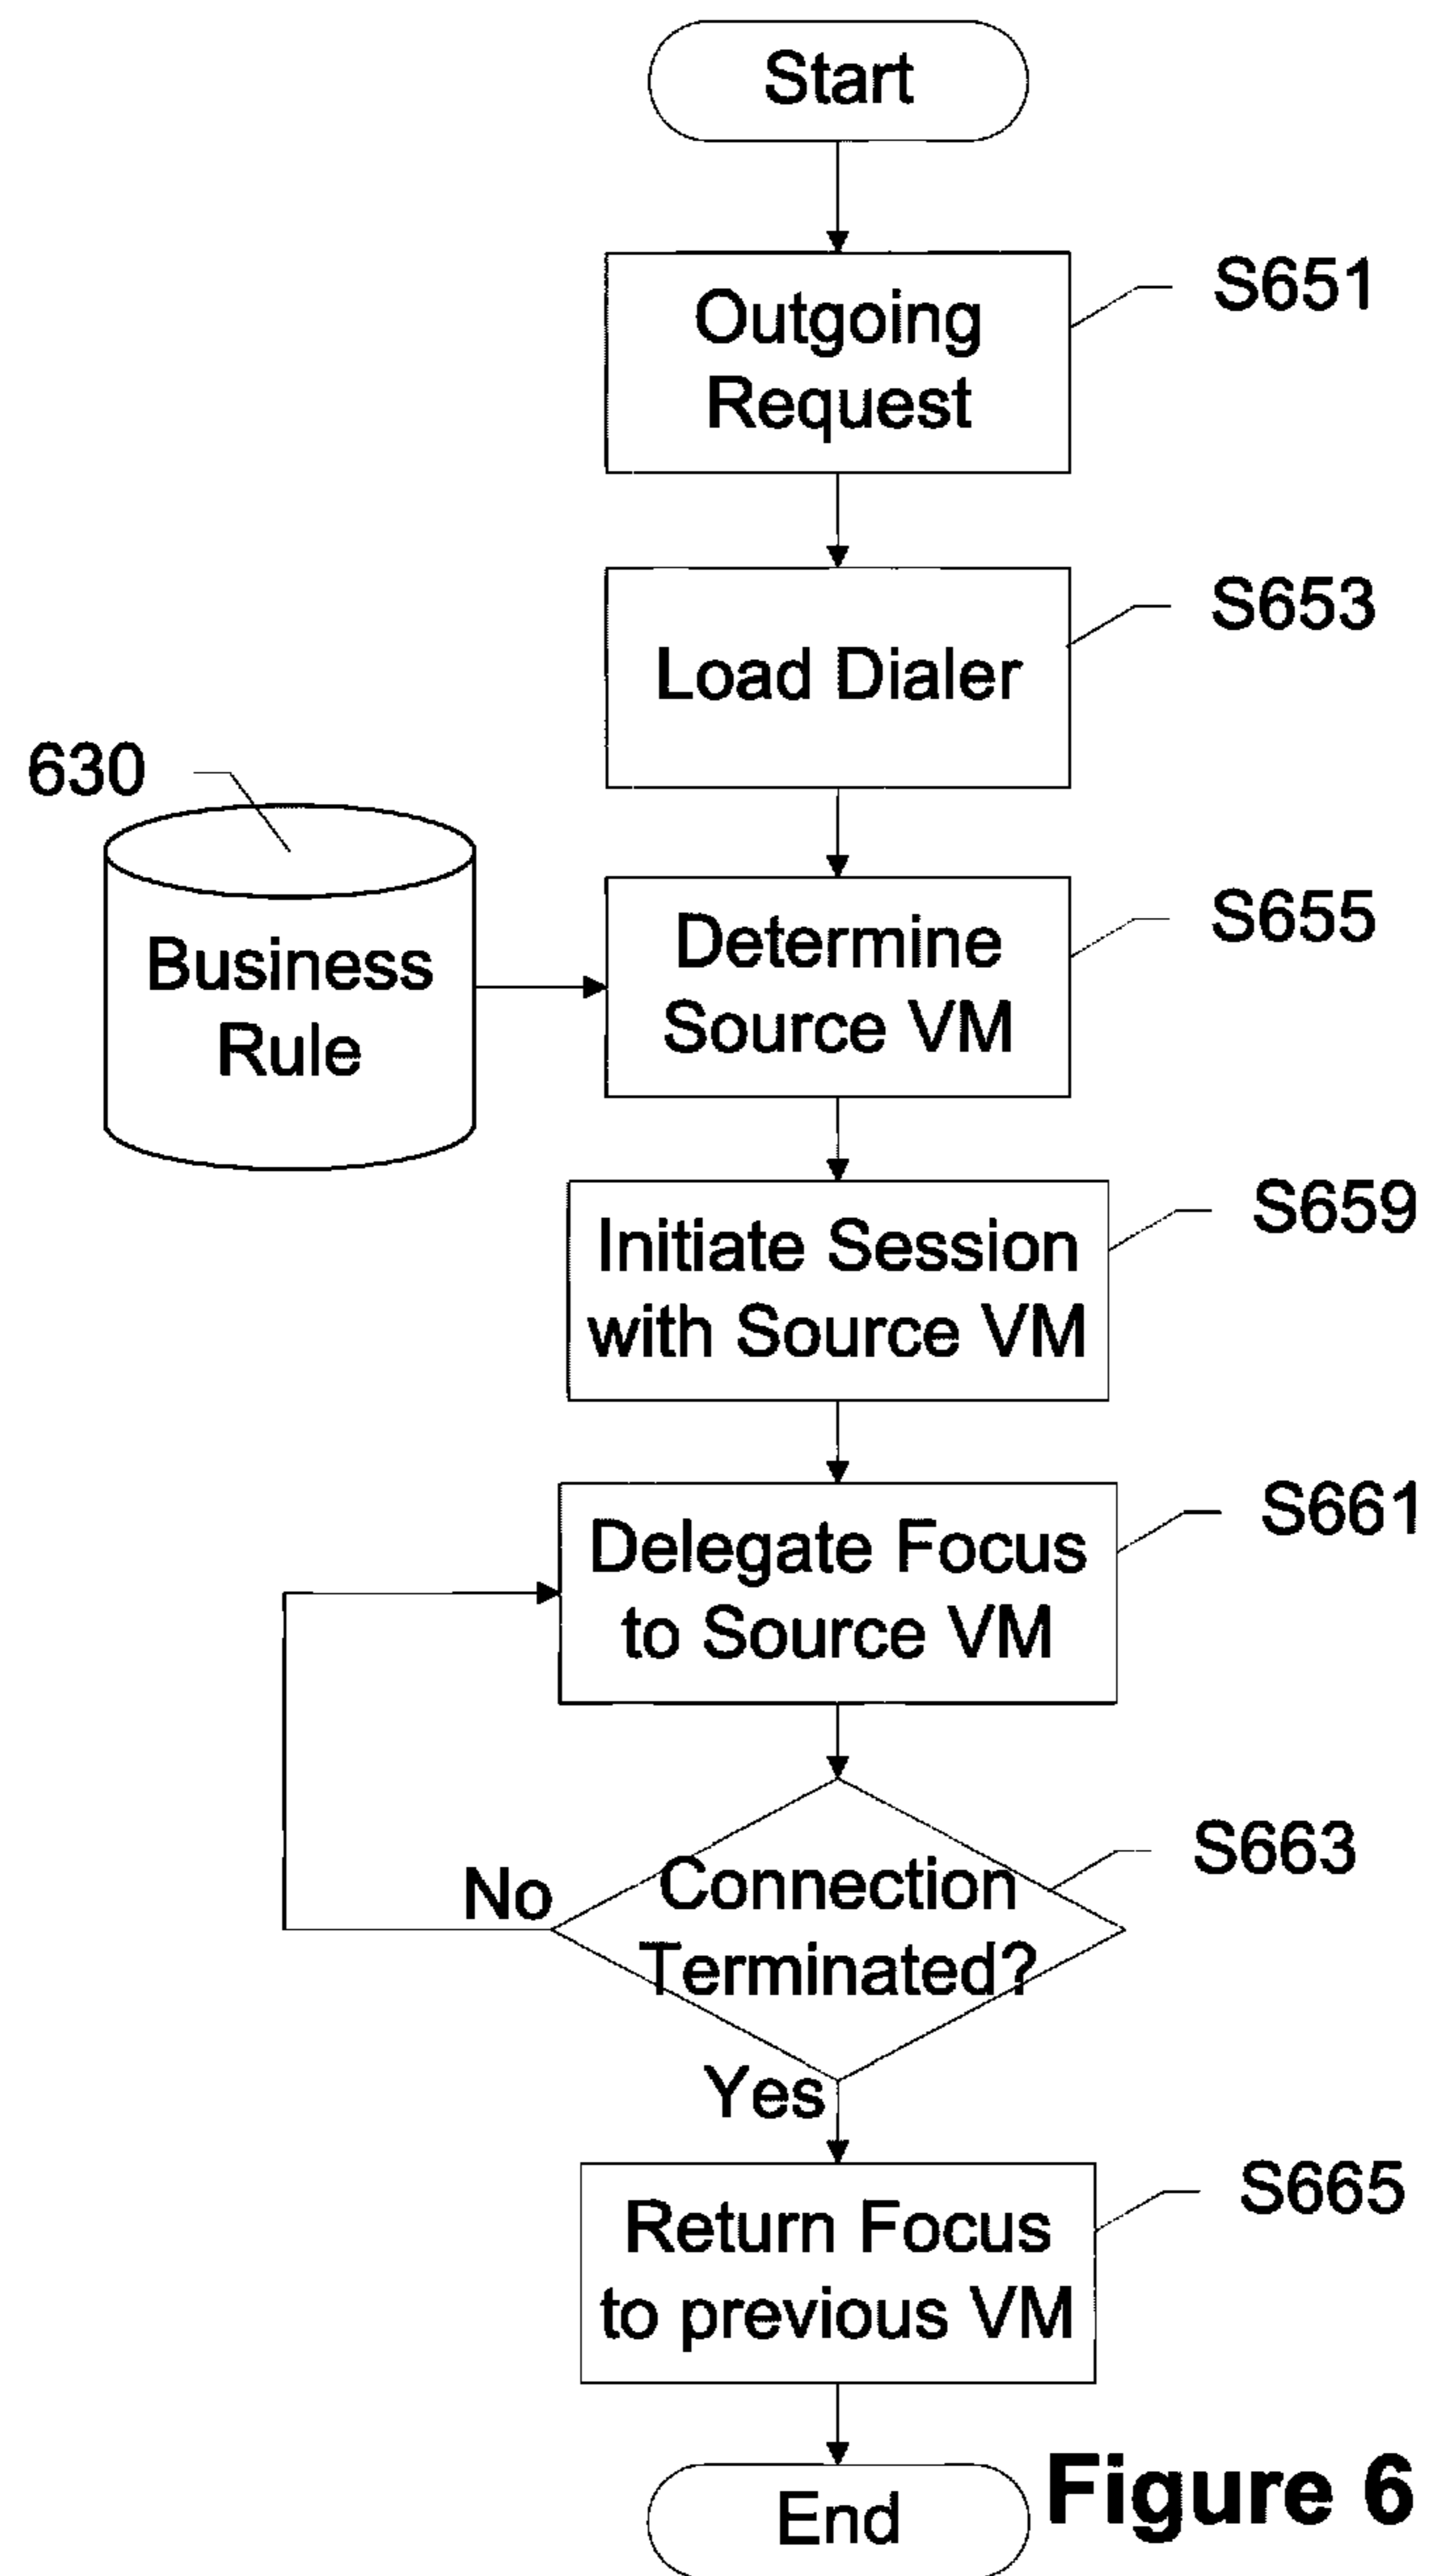 Start
Outgoing
Request
S651
Load Dialer
S653
630
Business
Rule
Determine
Source VM
S655
Initiate Session
with Source VM
S659
Delegate Focus
to Source VM
S661
No
Connection
Terminated?
S663
Yes
Return Focus
to previous VM
S665
End
Figure 6